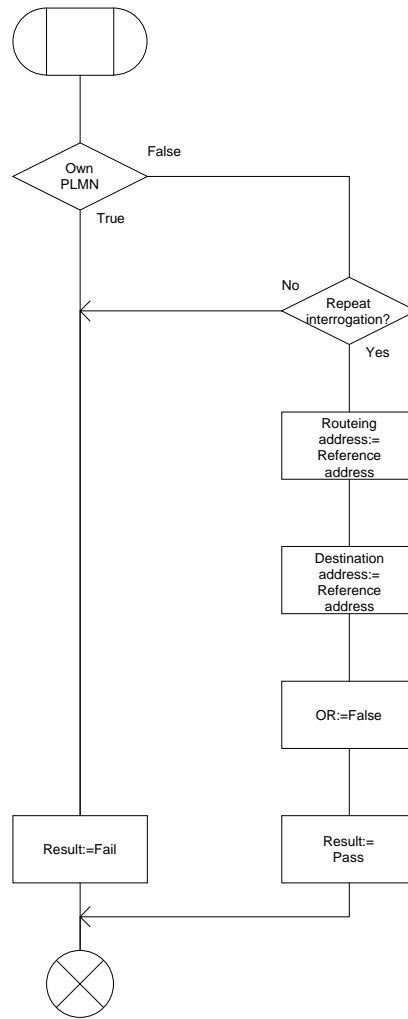 False
Own
PLMN
True
No
Repeat
interrogation?
Yes
Routeing
address:=
Reference
address
Destination
address:=
Reference
address
OR:=False
Result:=Fail
Result:=
Pass